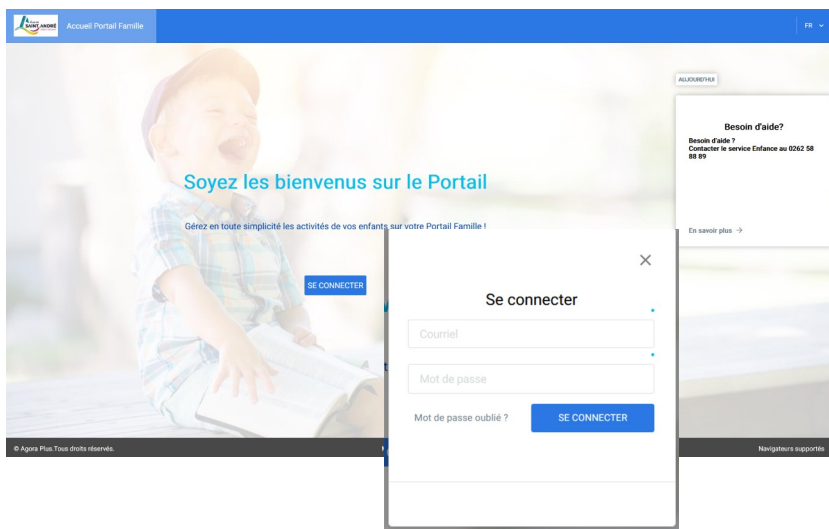 SAINT-ANDRÉ
Accueil Portail Famille
FR
AUJOURD'HUI
Besoin d'aide?
Besoin d'aide ?
Contacter le service Enfance au 0262 58
88 89
En savoir plus →
Soyez les bienvenus sur le Portail
Gérez en toute simplicité les activités de vos enfants sur votre Portail Famille !
SE CONNECTER
Se connecter
Courriel
Mot de passe
Mot de passe oublié ?
SE CONNECTER
© Agora Plus.Tous droits réservés.
Navigateurs supportés